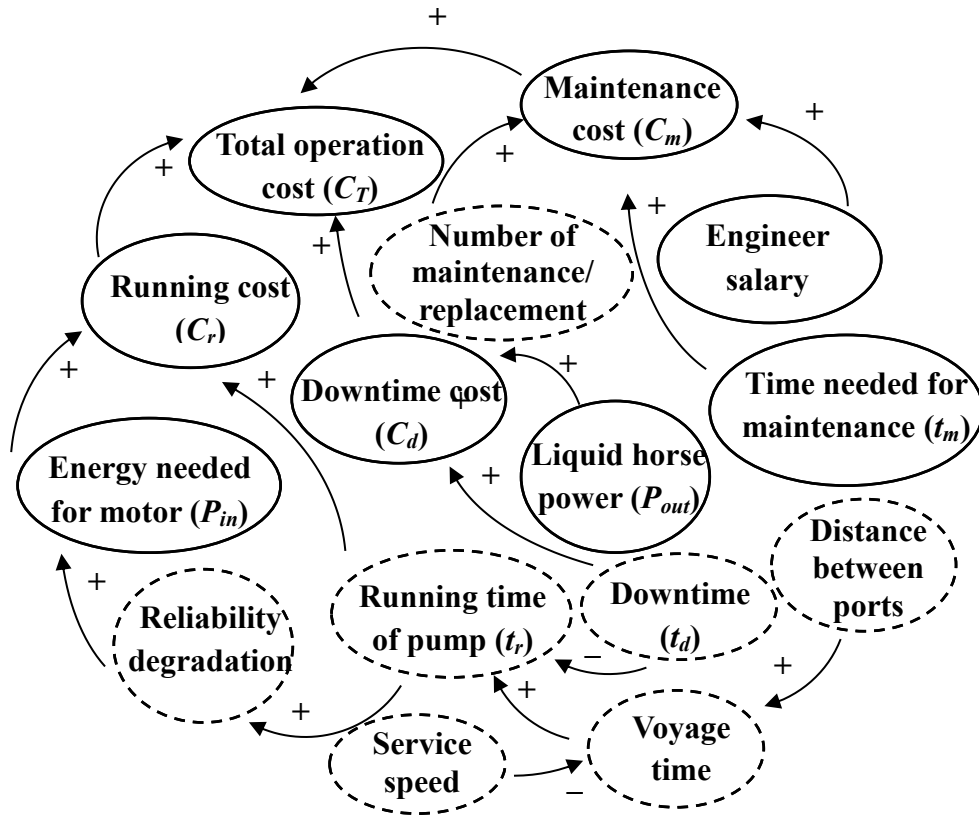 +
Maintenance
cost (Cm)
+
Total operation
cost (CT)
+
+
+
Number of
maintenance/
replacement
+
Engineer
salary
+
Running cost
(Cr)
+
+
+
Downtime cost
+
(Cd)
Time needed for
maintenance (tm)
Energy needed
for motor (Pin)
Liquid horse
power (Pout)
+
Distance
between
ports
+
Reliability
degradation
Running time
of pump (tr)
Downtime
(td)
−
+
+
+
Service
speed
Voyage
time
−